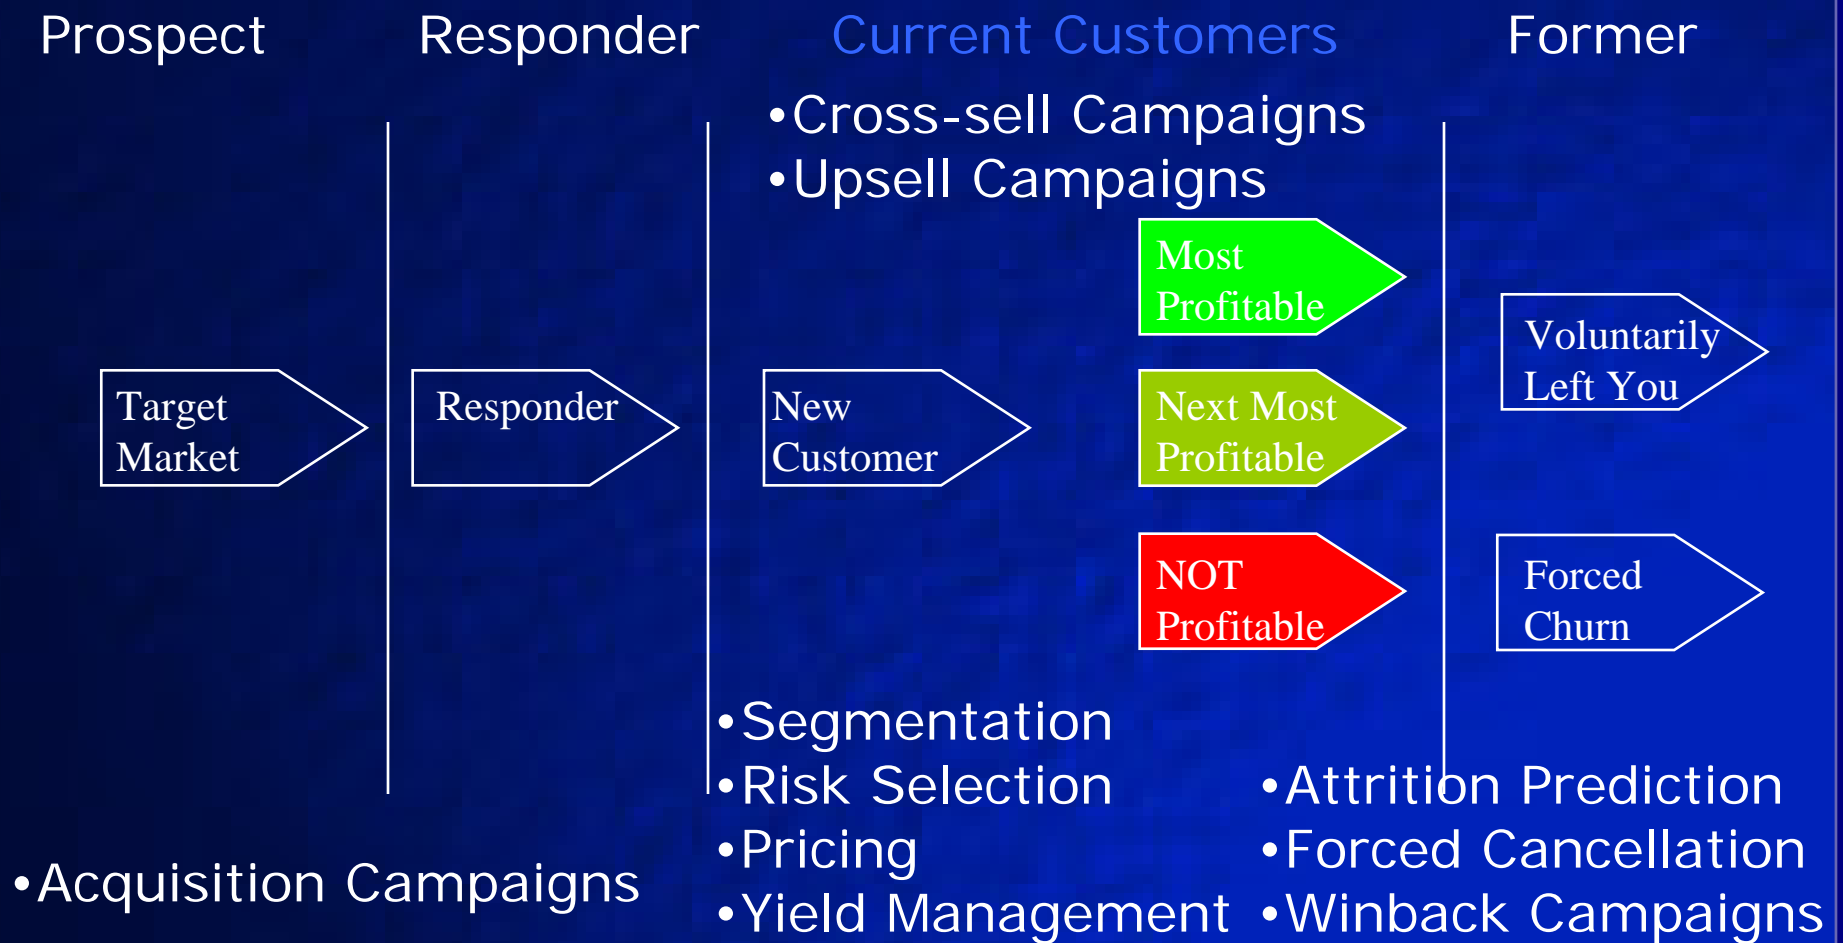 Prospect
Responder
Current Customers
Former
•Cross-sell Campaigns
•Upsell Campaigns
Target
Market
Responder
New
Customer
Most
Profitable
Next Most
Profitable
NOT
Profitable
Voluntarily
Left You
Forced
Churn
•Acquisition Campaigns
•Segmentation
•Risk Selection
•Pricing
•Yield Management
•Attrition Prediction
•Forced Cancellation
•Winback Campaigns